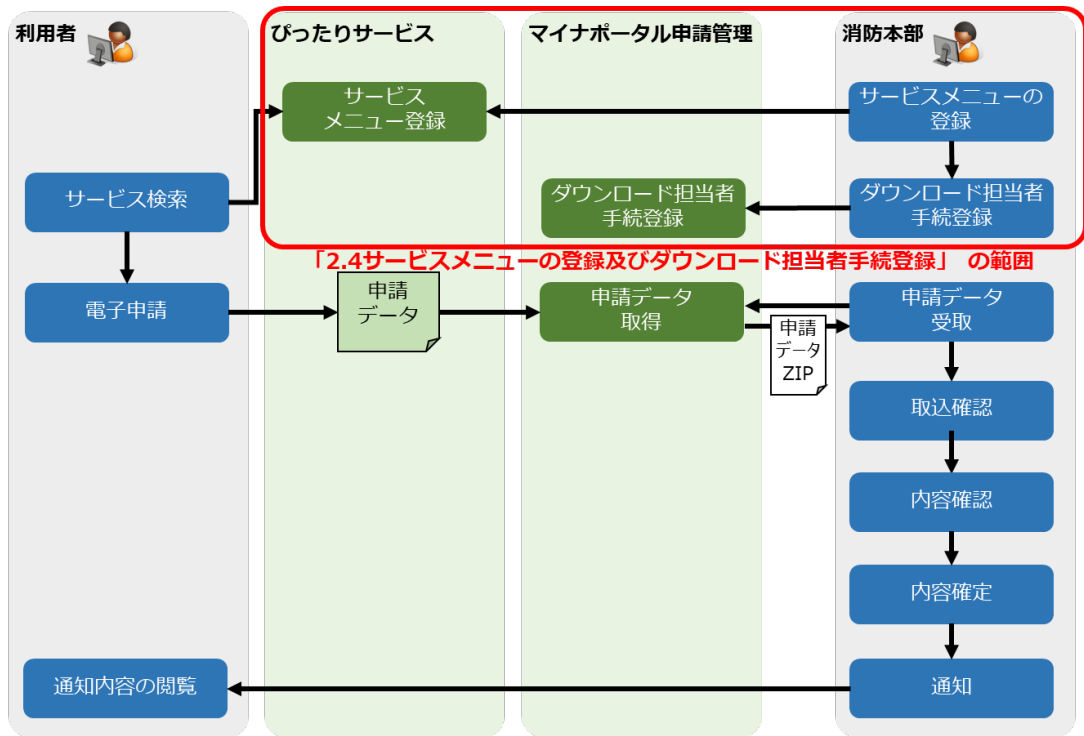 利用者
ぴったりサービス
マイナポータル申請管理
消防本部
サービス
メニュー登録
サービスメニューの
登録
サービス検索
ダウンロード担当者
手続登録
ダウンロード担当者
手続登録
「2.4サービスメニューの登録及びダウンロード担当者手続登録」 の範囲
電子申請
申請
データ
申請データ
取得
申請データ
受取
申請
データ
ZIP
取込確認
内容確認
内容確定
通知内容の閲覧
通知